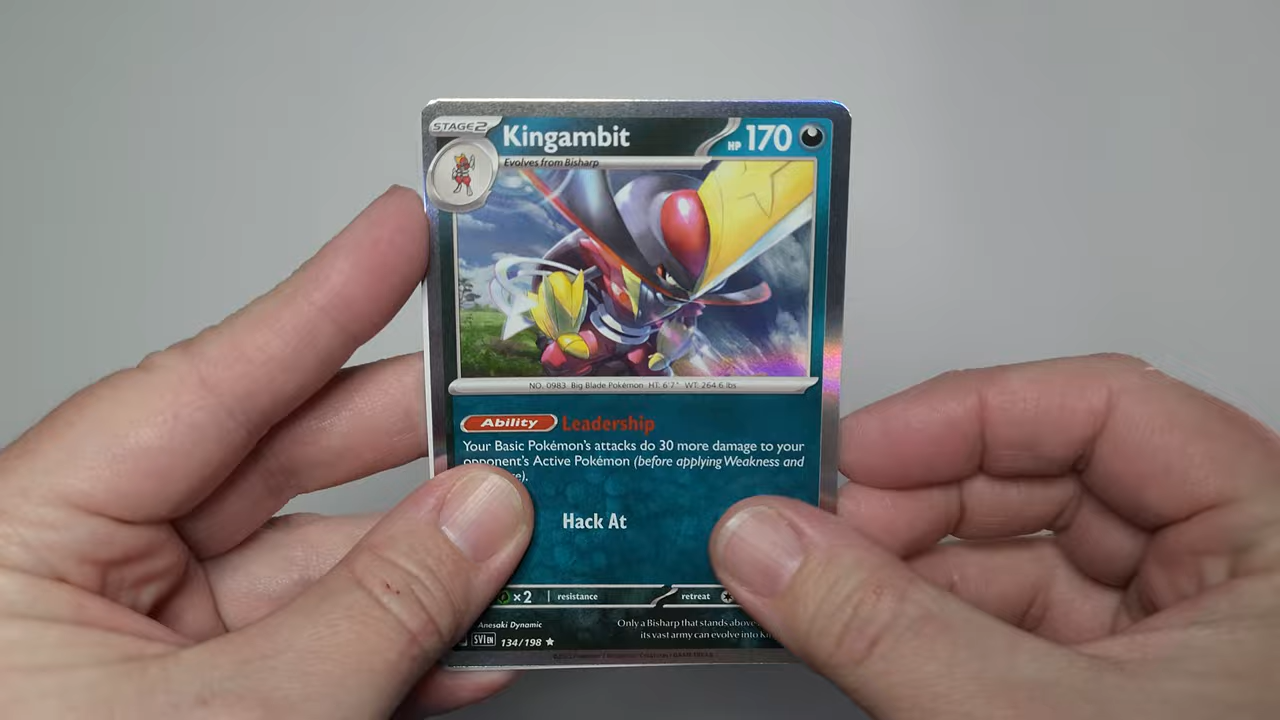 STAGE2
Kingambit
HP 170
Evolves from Bisharp
NO. 0983 Big Blade Pokémon HT: 6'7" WT: 264.6 lbs
Ability Leadership
Your Basic Pokémon's attacks do 30 more damage to your
opponent's Active Pokémon (before applying Weakness and
).
Hack At
×2 resistance retreat
Anesaki Dynamic
Only a Bisharp that stands above
SVI EN 134/198 ★
its vast army can evolve into